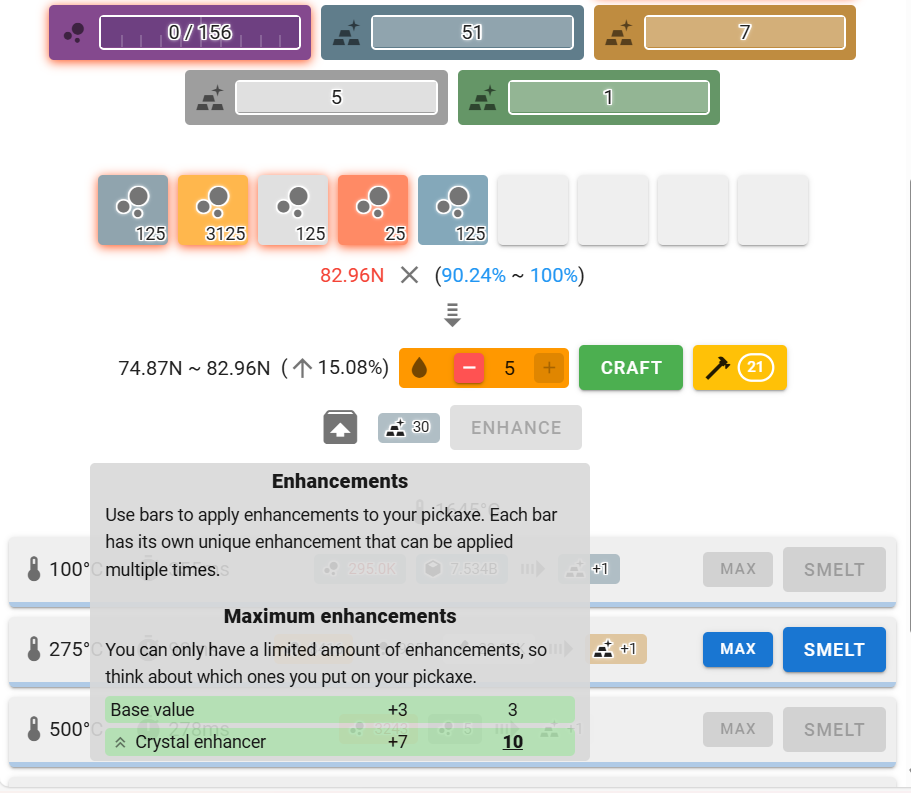 0 / 156
51
7
5
1
125
3125
125
25
125
82.96N × (90.24% ~ 100%)
74.87N ~ 82.96N (↑ 15.08%)
5
CRAFT
21
30
ENHANCE
Enhancements
Use bars to apply enhancements to your pickaxe. Each bar
has its own unique enhancement that can be applied
multiple times.
1645°C
100°C
295.0K
7.534B
+1
MAX
SMELT
Maximum enhancements
You can only have a limited amount of enhancements, so
think about which ones you put on your pickaxe.
275°C
+1
MAX
SMELT
Base value +3 3
Crystal enhancer +7 10
500°C
278ms
5
+1
MAX
SMELT